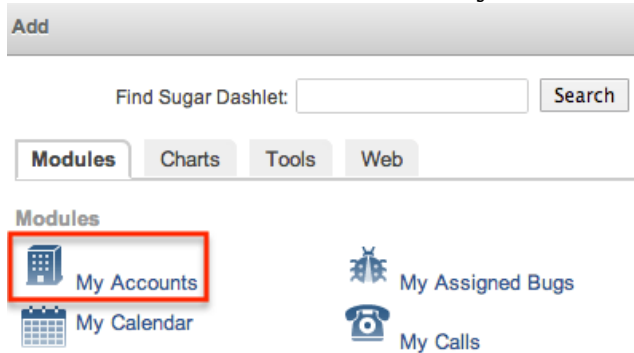 Add
Find Sugar Dashlet: Search
Modules Charts Tools Web
Modules
My Accounts My Assigned Bugs
My Calendar My Calls